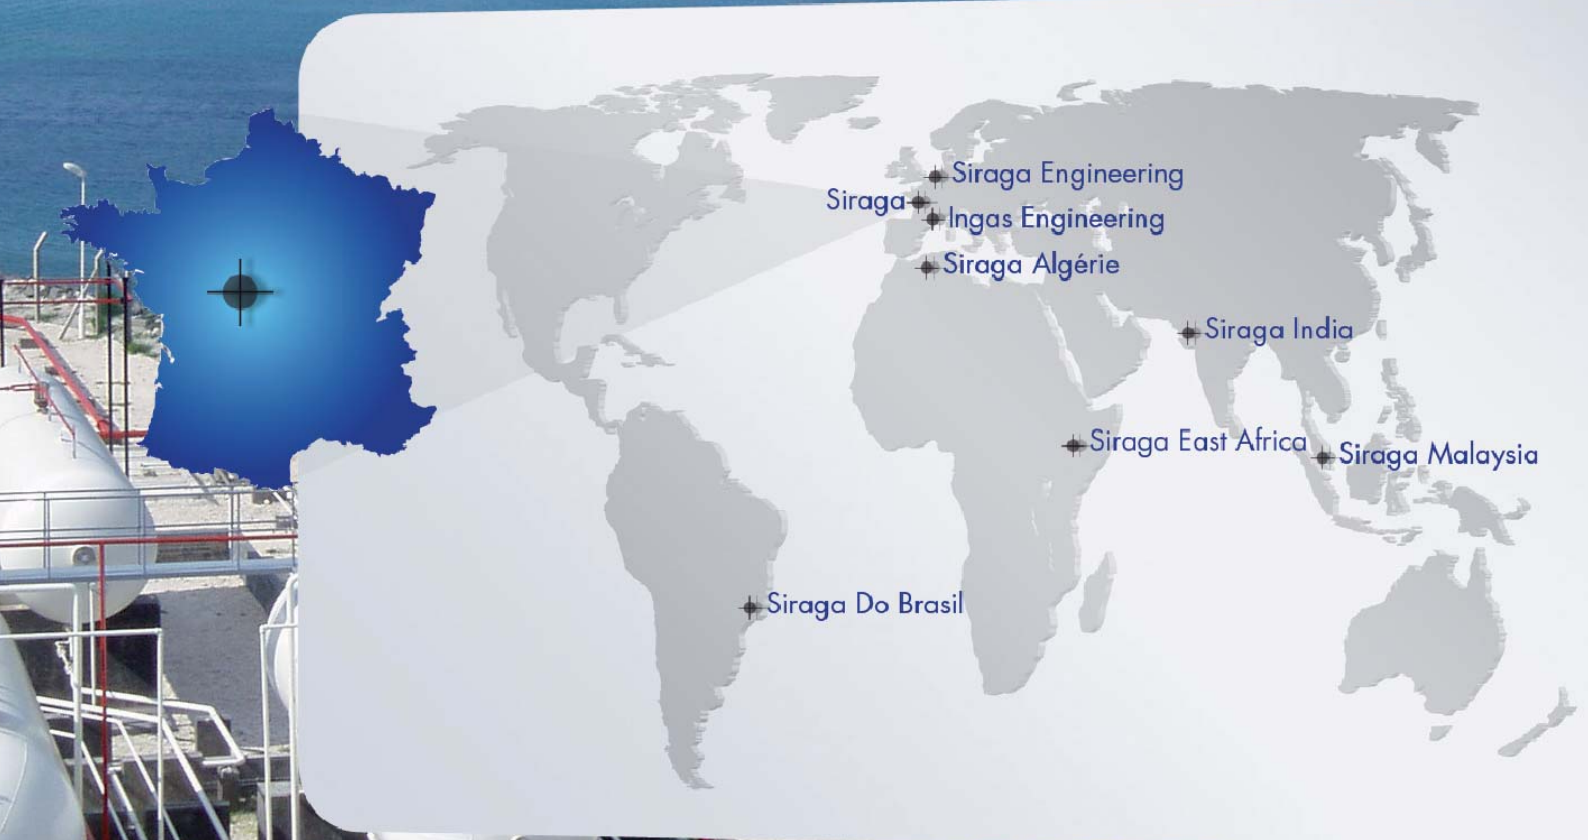 Siraga Engineering
Siraga
Ingas Engineering
Siraga Algérie
Siraga India
Siraga East Africa
Siraga Malaysia
Siraga Do Brasil